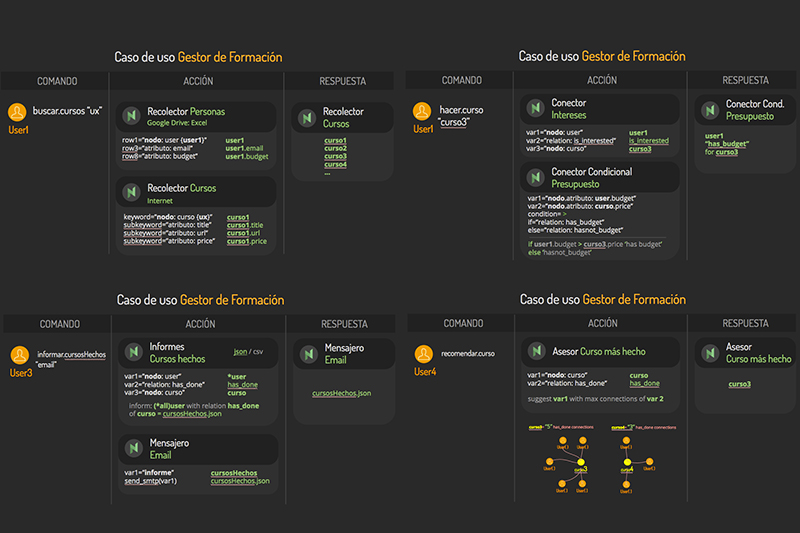 Caso de uso Gestor de Formación
COMANDO ACCIÓN RESPUESTA
User1
buscar.cursos "ux"
Recolector Personas
Google Drive: Excel
row1="nodo: user (user1)" user1
row3="atributo: email" user1.email
row8="atributo: budget" user1.budget
Recolector Cursos
Internet
keyword="nodo: curso (ux)" curso1
subkeyword="atributo: title" curso1.title
subkeyword="atributo: url" curso1.url
subkeyword="atributo: price" curso1.price
Recolector
Cursos
curso1
curso2
curso3
curso4
...
Caso de uso Gestor de Formación
COMANDO ACCIÓN RESPUESTA
User1
hacer.curso
"curso3"
Conector
Intereses
var1="nodo: user" user1
var2="relation: is_interested" is_interested
var3="nodo: curso" curso3
Conector Condicional
Presupuesto
var1="nodo.atributo: user.budget"
var2="nodo.atributo: curso.price"
condition= >
if="relation: has_budget"
else="relation: hasnot_budget"
If user1.budget > curso3.price 'has budget'
else 'hasnot_budget'
Conector Cond.
Presupuesto
user1
"has_budget"
for curso3
Caso de uso Gestor de Formación
COMANDO ACCIÓN RESPUESTA
User3
informar.cursosHechos
"email"
Informes
Cursos hechos json / csv
var1="nodo: user" *user
var2="relation: has_done" has_done
var3="nodo: curso" curso
inform: (*all)user with relation has_done
of curso = cursosHechos.json
Mensajero
Email
var1="informe" cursosHechos
send_smtp(var1) cursosHechos.json
Mensajero
Email
cursosHechos.json
Caso de uso Gestor de Formación
COMANDO ACCIÓN RESPUESTA
User4
recomendar.curso
Asesor Curso más hecho
var1="nodo: curso" curso
var2="relation: has_done" has_done
suggest var1 with max connections of var 2
curso3= "5" has_done connections
curso4= "3" has_done connections
User() User() User()
User() curso3 curso4 User()
User() User() User()
Asesor
Curso más hecho
curso3